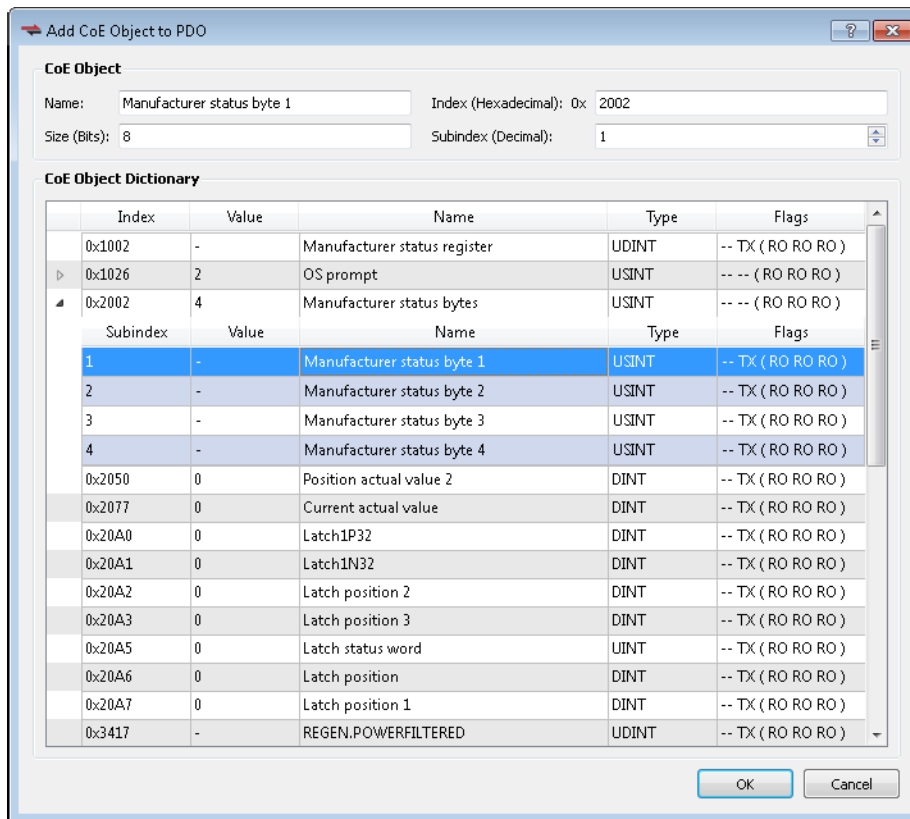 Add CoE Object to PDO
CoE Object
Name: Manufacturer status byte 1 Index (Hexadecimal): 0x 2002
Size (Bits): 8 Subindex (Decimal): 1
CoE Object Dictionary
Index Value Name Type Flags
0x1002 - Manufacturer status register UDINT -- TX ( RO RO RO )
0x1026 2 OS prompt USINT -- -- ( RO RO RO )
0x2002 4 Manufacturer status bytes USINT -- -- ( RO RO RO )
Subindex Value Name Type Flags
1 - Manufacturer status byte 1 USINT -- TX ( RO RO RO )
2 - Manufacturer status byte 2 USINT -- TX ( RO RO RO )
3 - Manufacturer status byte 3 USINT -- TX ( RO RO RO )
4 - Manufacturer status byte 4 USINT -- TX ( RO RO RO )
0x2050 0 Position actual value 2 DINT -- TX ( RO RO RO )
0x2077 0 Current actual value DINT -- TX ( RO RO RO )
0x20A0 0 Latch1P32 DINT -- TX ( RO RO RO )
0x20A1 0 Latch1N32 DINT -- TX ( RO RO RO )
0x20A2 0 Latch position 2 DINT -- TX ( RO RO RO )
0x20A3 0 Latch position 3 DINT -- TX ( RO RO RO )
0x20A5 0 Latch status word UINT -- TX ( RO RO RO )
0x20A6 0 Latch position DINT -- TX ( RO RO RO )
0x20A7 0 Latch position 1 DINT -- TX ( RO RO RO )
0x3417 - REGEN.POWERFILTERED UDINT -- TX ( RO RO RO )
OK Cancel